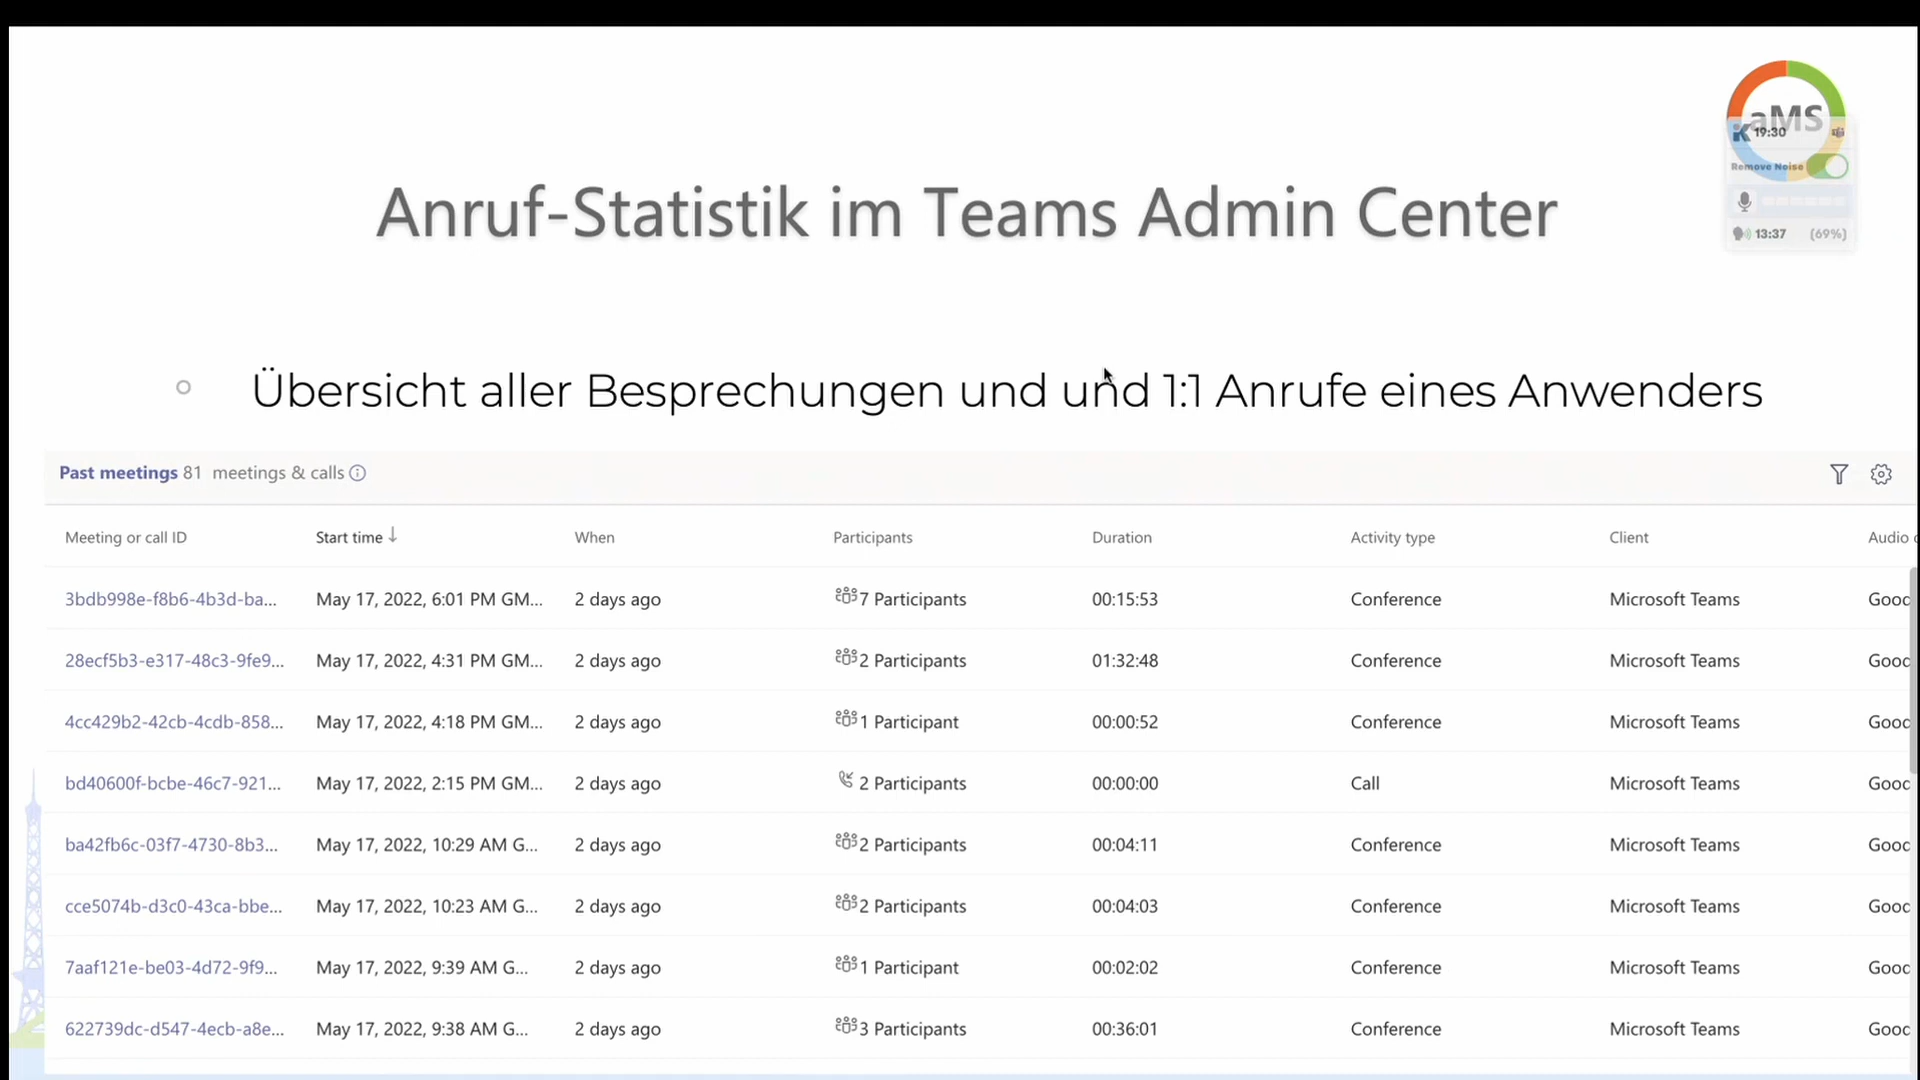 aMS
19:30
Remove Noise
13:37 (69%)
Anruf-Statistik im Teams Admin Center
Übersicht aller Besprechungen und und 1:1 Anrufe eines Anwenders
Past meetings 81 meetings & calls
Meeting or call ID Start time ↓ When Participants Duration Activity type Client Audio
3bdb998e-f8b6-4b3d-ba... May 17, 2022, 6:01 PM GM... 2 days ago 7 Participants 00:15:53 Conference Microsoft Teams Good
28ecf5b3-e317-48c3-9fe9... May 17, 2022, 4:31 PM GM... 2 days ago 2 Participants 01:32:48 Conference Microsoft Teams Good
4cc429b2-42cb-4cdb-858... May 17, 2022, 4:18 PM GM... 2 days ago 1 Participant 00:00:52 Conference Microsoft Teams Good
bd40600f-bcbe-46c7-921... May 17, 2022, 2:15 PM GM... 2 days ago 2 Participants 00:00:00 Call Microsoft Teams Good
ba42fb6c-03f7-4730-8b3... May 17, 2022, 10:29 AM G... 2 days ago 2 Participants 00:04:11 Conference Microsoft Teams Good
cce5074b-d3c0-43ca-bbe... May 17, 2022, 10:23 AM G... 2 days ago 2 Participants 00:04:03 Conference Microsoft Teams Good
7aaf121e-be03-4d72-9f9... May 17, 2022, 9:39 AM G... 2 days ago 1 Participant 00:02:02 Conference Microsoft Teams Good
622739dc-d547-4ecb-a8e... May 17, 2022, 9:38 AM G... 2 days ago 3 Participants 00:36:01 Conference Microsoft Teams Good